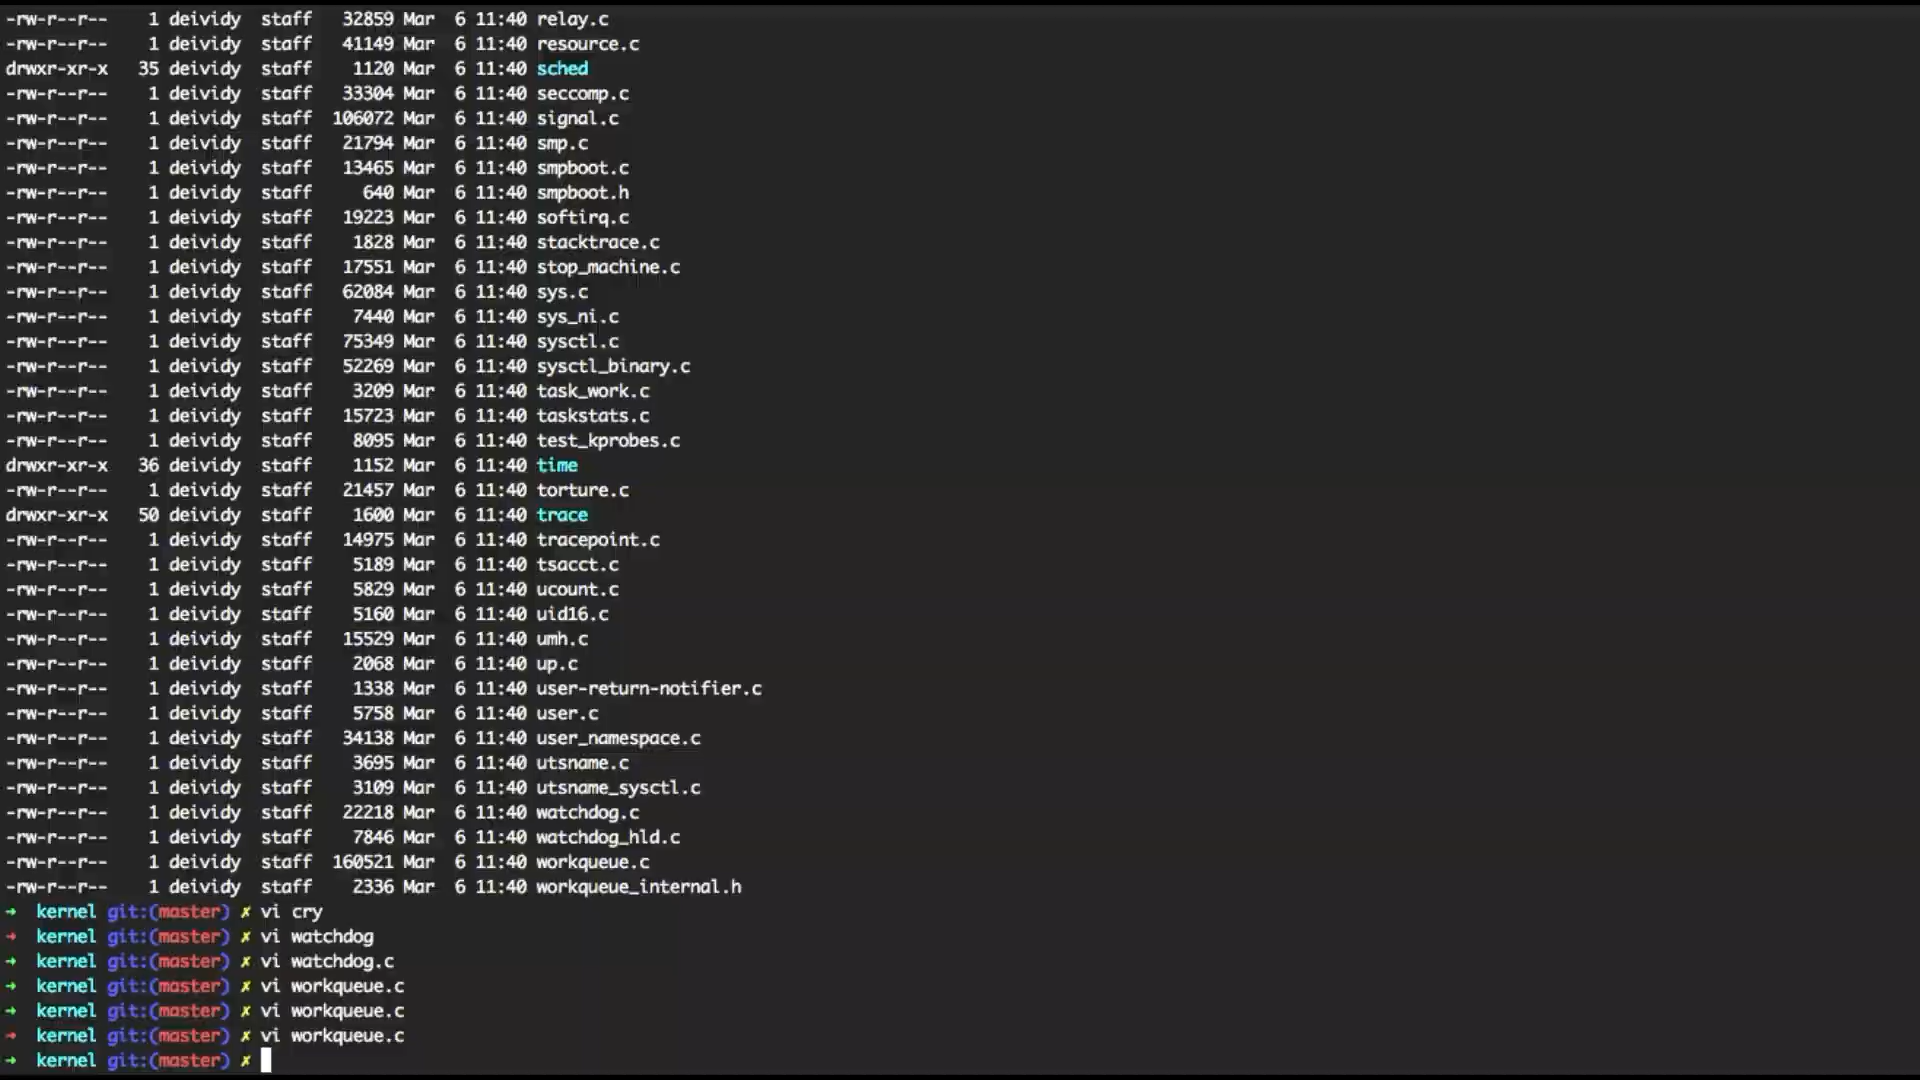 -rw-r--r--   1 deividy  staff   32859 Mar  6 11:40 relay.c
-rw-r--r--   1 deividy  staff   41149 Mar  6 11:40 resource.c
drwxr-xr-x  35 deividy  staff    1120 Mar  6 11:40 sched
-rw-r--r--   1 deividy  staff   33304 Mar  6 11:40 seccomp.c
-rw-r--r--   1 deividy  staff  106072 Mar  6 11:40 signal.c
-rw-r--r--   1 deividy  staff   21794 Mar  6 11:40 smp.c
-rw-r--r--   1 deividy  staff   13465 Mar  6 11:40 smpboot.c
-rw-r--r--   1 deividy  staff     640 Mar  6 11:40 smpboot.h
-rw-r--r--   1 deividy  staff   19223 Mar  6 11:40 softirq.c
-rw-r--r--   1 deividy  staff    1828 Mar  6 11:40 stacktrace.c
-rw-r--r--   1 deividy  staff   17551 Mar  6 11:40 stop_machine.c
-rw-r--r--   1 deividy  staff   62084 Mar  6 11:40 sys.c
-rw-r--r--   1 deividy  staff    7440 Mar  6 11:40 sys_ni.c
-rw-r--r--   1 deividy  staff   75349 Mar  6 11:40 sysctl.c
-rw-r--r--   1 deividy  staff   52269 Mar  6 11:40 sysctl_binary.c
-rw-r--r--   1 deividy  staff    3209 Mar  6 11:40 task_work.c
-rw-r--r--   1 deividy  staff   15723 Mar  6 11:40 taskstats.c
-rw-r--r--   1 deividy  staff    8095 Mar  6 11:40 test_kprobes.c
drwxr-xr-x  36 deividy  staff    1152 Mar  6 11:40 time
-rw-r--r--   1 deividy  staff   21457 Mar  6 11:40 torture.c
drwxr-xr-x  50 deividy  staff    1600 Mar  6 11:40 trace
-rw-r--r--   1 deividy  staff   14975 Mar  6 11:40 tracepoint.c
-rw-r--r--   1 deividy  staff    5189 Mar  6 11:40 tsacct.c
-rw-r--r--   1 deividy  staff    5829 Mar  6 11:40 ucount.c
-rw-r--r--   1 deividy  staff    5160 Mar  6 11:40 uid16.c
-rw-r--r--   1 deividy  staff   15529 Mar  6 11:40 umh.c
-rw-r--r--   1 deividy  staff    2068 Mar  6 11:40 up.c
-rw-r--r--   1 deividy  staff    1338 Mar  6 11:40 user-return-notifier.c
-rw-r--r--   1 deividy  staff    5758 Mar  6 11:40 user.c
-rw-r--r--   1 deividy  staff   34138 Mar  6 11:40 user_namespace.c
-rw-r--r--   1 deividy  staff    3695 Mar  6 11:40 utsname.c
-rw-r--r--   1 deividy  staff    3109 Mar  6 11:40 utsname_sysctl.c
-rw-r--r--   1 deividy  staff   22218 Mar  6 11:40 watchdog.c
-rw-r--r--   1 deividy  staff    7846 Mar  6 11:40 watchdog_hld.c
-rw-r--r--   1 deividy  staff  160521 Mar  6 11:40 workqueue.c
-rw-r--r--   1 deividy  staff    2336 Mar  6 11:40 workqueue_internal.h
➜  kernel git:(master) ✗ vi cry
➜  kernel git:(master) ✗ vi watchdog
➜  kernel git:(master) ✗ vi watchdog.c
➜  kernel git:(master) ✗ vi workqueue.c
➜  kernel git:(master) ✗ vi workqueue.c
➜  kernel git:(master) ✗ vi workqueue.c
➜  kernel git:(master) ✗